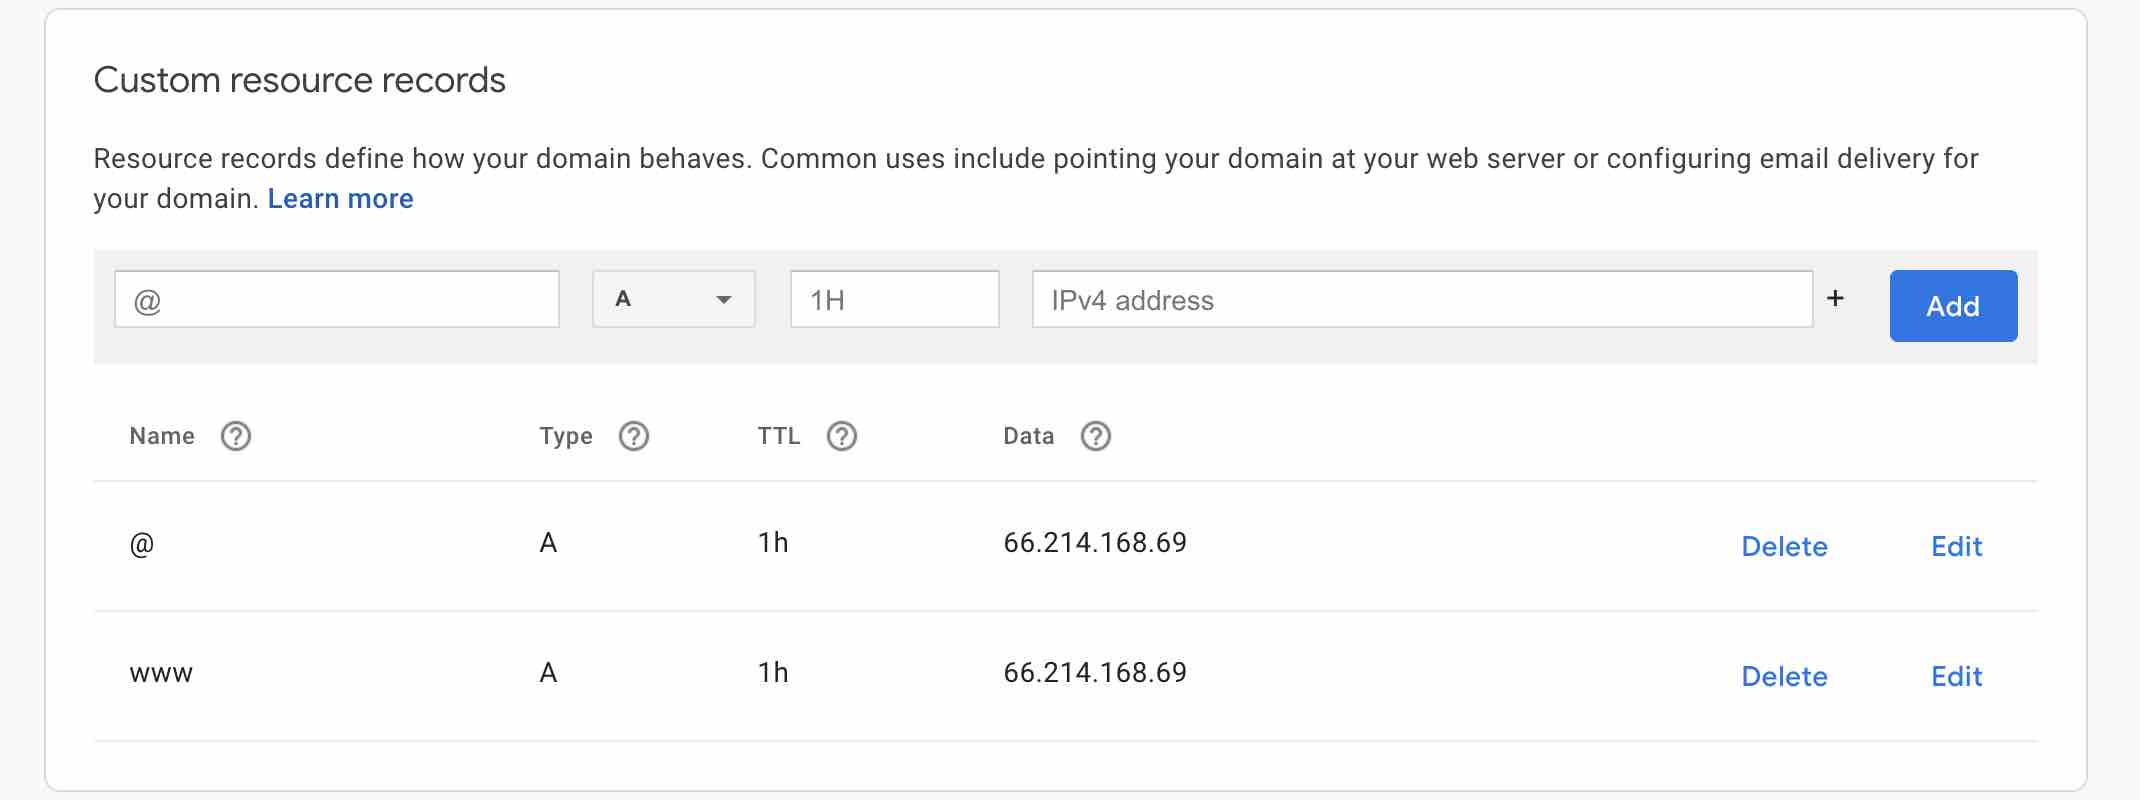 Custom resource records
Resource records define how your domain behaves. Common uses include pointing your domain at your web server or configuring email delivery for
your domain. Learn more
@ A 1H IPv4 address + Add
Name ? Type ? TTL ? Data ?
@ A 1h 66.214.168.69 Delete Edit
www A 1h 66.214.168.69 Delete Edit